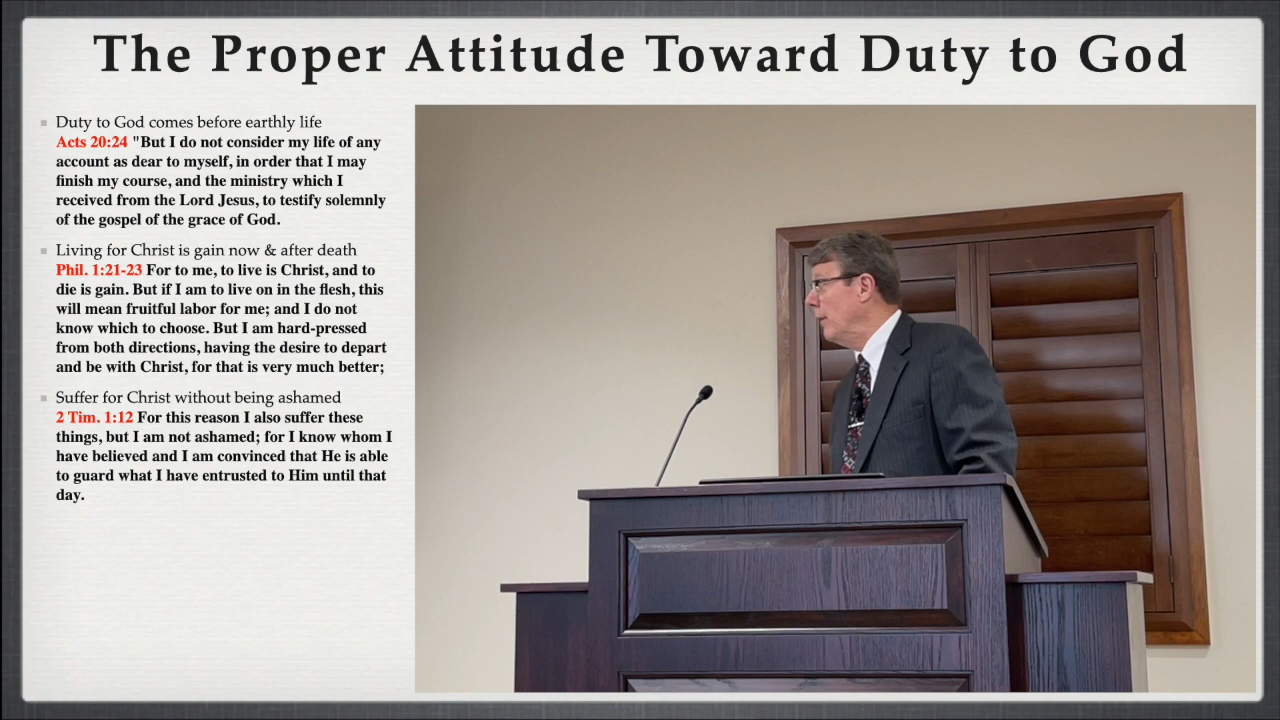 The Proper Attitude Toward Duty to God
Duty to God comes before earthly life
Acts 20:24 "But I do not consider my life of any
account as dear to myself, in order that I may
finish my course, and the ministry which I
received from the Lord Jesus, to testify solemnly
of the gospel of the grace of God.
Living for Christ is gain now & after death
Phil. 1:21-23 For to me, to live is Christ, and to
die is gain. But if I am to live on in the flesh, this
will mean fruitful labor for me; and I do not
know which to choose. But I am hard-pressed
from both directions, having the desire to depart
and be with Christ, for that is very much better;
Suffer for Christ without being ashamed
2 Tim. 1:12 For this reason I also suffer these
things, but I am not ashamed; for I know whom I
have believed and I am convinced that He is able
to guard what I have entrusted to Him until that
day.